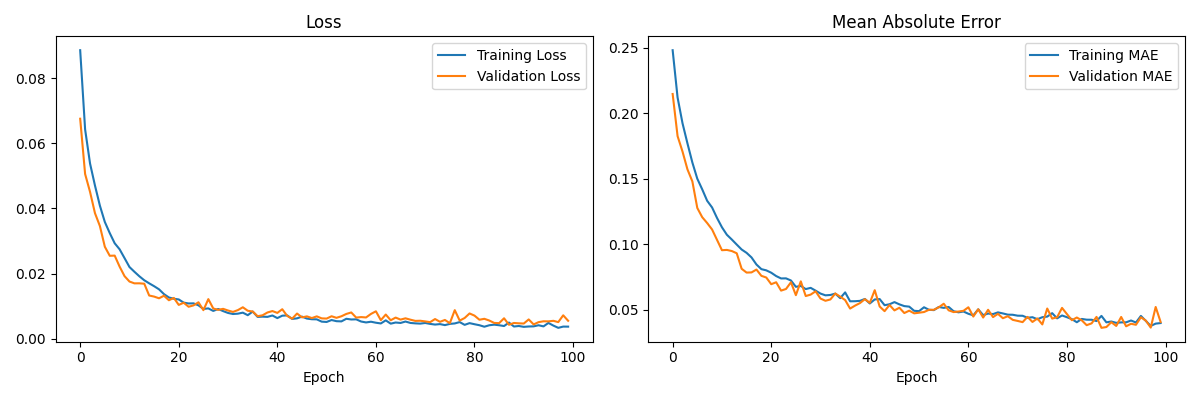 Loss
Training Loss
Validation Loss
0.08
0.06
0.04
0.02
0.00
0
20
40
60
80
100
Epoch
Mean Absolute Error
Training MAE
Validation MAE
0.25
0.20
0.15
0.10
0.05
0
20
40
60
80
100
Epoch